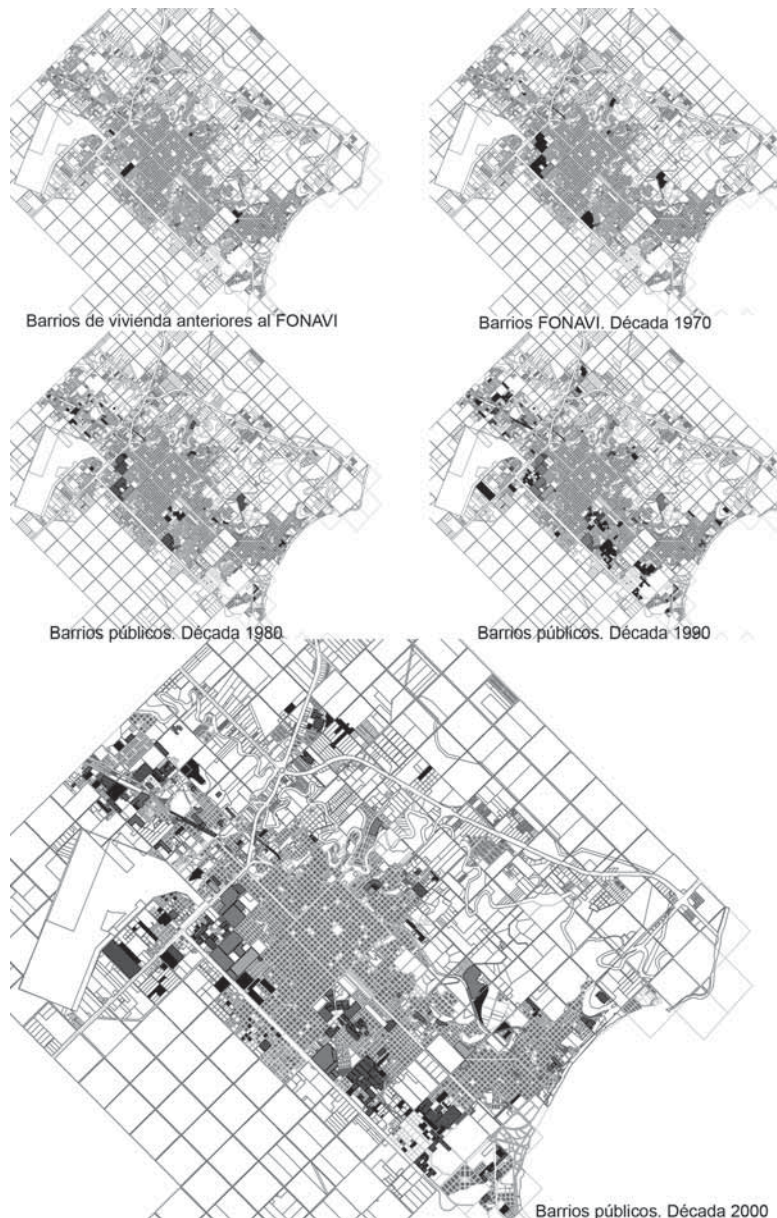 Barrios de vivienda anteriores al FONAVI
Barrios FONAVI. Década 1970
Barrios públicos. Década 1980
Barrios públicos. Década 1990
Barrios públicos. Década 2000